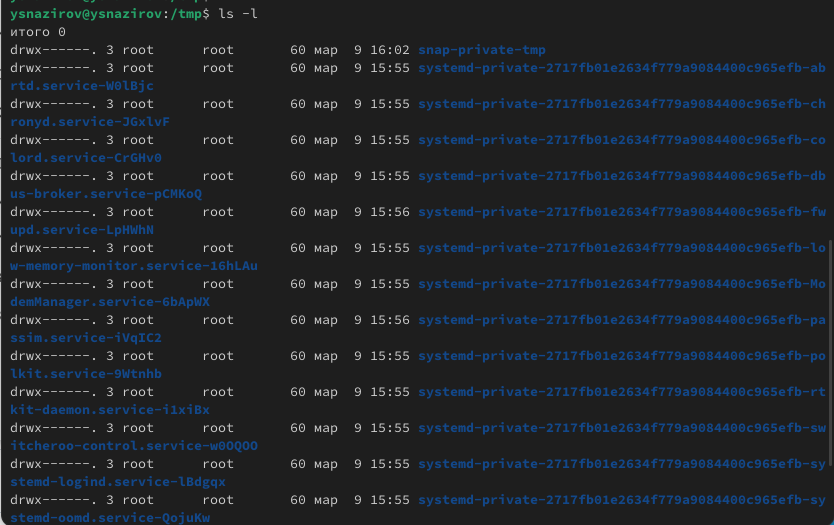 ysnazirov@ysnazirov:/tmp$ ls -l
итого 0
drwx------. 3 root      root       60 мар  9 16:02 snap-private-tmp
drwx------. 3 root      root       60 мар  9 15:55 systemd-private-2717fb01e2634f779a9084400c965efb-ab
rtd.service-W0lBjc
drwx------. 3 root      root       60 мар  9 15:55 systemd-private-2717fb01e2634f779a9084400c965efb-ch
ronyd.service-JGxlvF
drwx------. 3 root      root       60 мар  9 15:55 systemd-private-2717fb01e2634f779a9084400c965efb-co
lord.service-CrGHv0
drwx------. 3 root      root       60 мар  9 15:55 systemd-private-2717fb01e2634f779a9084400c965efb-db
us-broker.service-pCMKoQ
drwx------. 3 root      root       60 мар  9 15:56 systemd-private-2717fb01e2634f779a9084400c965efb-fw
upd.service-LpHWhN
drwx------. 3 root      root       60 мар  9 15:55 systemd-private-2717fb01e2634f779a9084400c965efb-lo
w-memory-monitor.service-16hLAu
drwx------. 3 root      root       60 мар  9 15:55 systemd-private-2717fb01e2634f779a9084400c965efb-Mo
demManager.service-6bApWX
drwx------. 3 root      root       60 мар  9 15:56 systemd-private-2717fb01e2634f779a9084400c965efb-pa
ssim.service-iVqIC2
drwx------. 3 root      root       60 мар  9 15:55 systemd-private-2717fb01e2634f779a9084400c965efb-po
lkit.service-9Wtnhb
drwx------. 3 root      root       60 мар  9 15:55 systemd-private-2717fb01e2634f779a9084400c965efb-rt
kit-daemon.service-i1xiBx
drwx------. 3 root      root       60 мар  9 15:55 systemd-private-2717fb01e2634f779a9084400c965efb-sw
itcheroo-control.service-w0OQOO
drwx------. 3 root      root       60 мар  9 15:55 systemd-private-2717fb01e2634f779a9084400c965efb-sy
stemd-logind.service-lBdgqx
drwx------. 3 root      root       60 мар  9 15:55 systemd-private-2717fb01e2634f779a9084400c965efb-sy
stemd-oomd.service-QojuKw